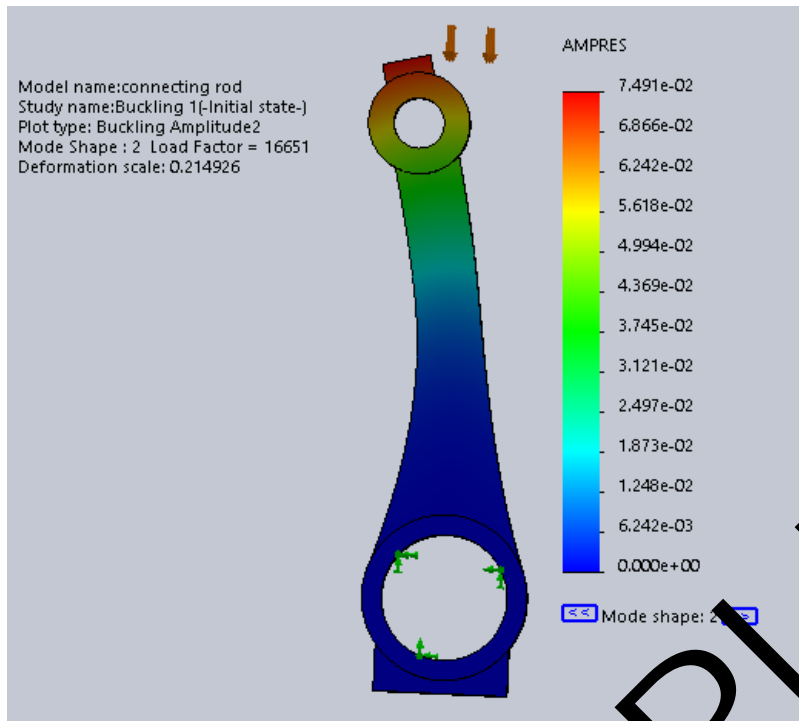 Model name:connecting rod
Study name:Buckling 1(-Initial state-)
Plot type: Buckling Amplitude2
Mode Shape : 2 Load Factor = 16651
Deformation scale: 0.214926
AMPRES
7.491e-02
6.866e-02
6.242e-02
5.618e-02
4.994e-02
4.369e-02
3.745e-02
3.121e-02
2.497e-02
1.873e-02
1.248e-02
6.242e-03
0.000e+00
<< Mode shape: 2 >>